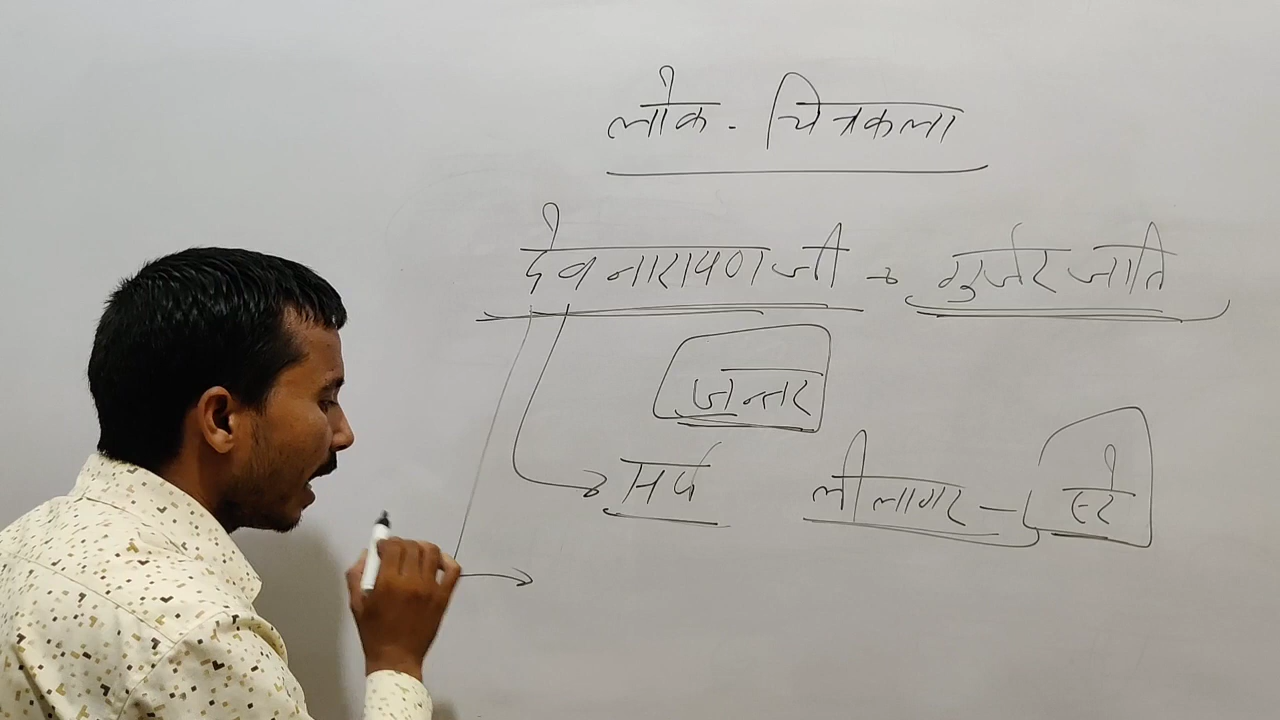 लोक - चित्रकला
देवनारायण जी → गुर्जर जाति
जन्तर
सर्प लीलागर - हरे